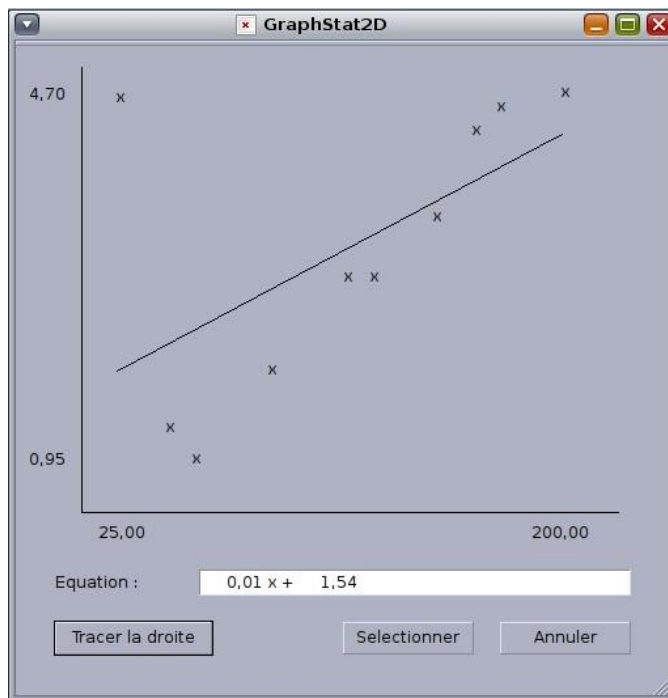 GraphStat2D
4,70
0,95
25,00 200,00
Equation : 0,01 x + 1,54
Tracer la droite Selectionner Annuler